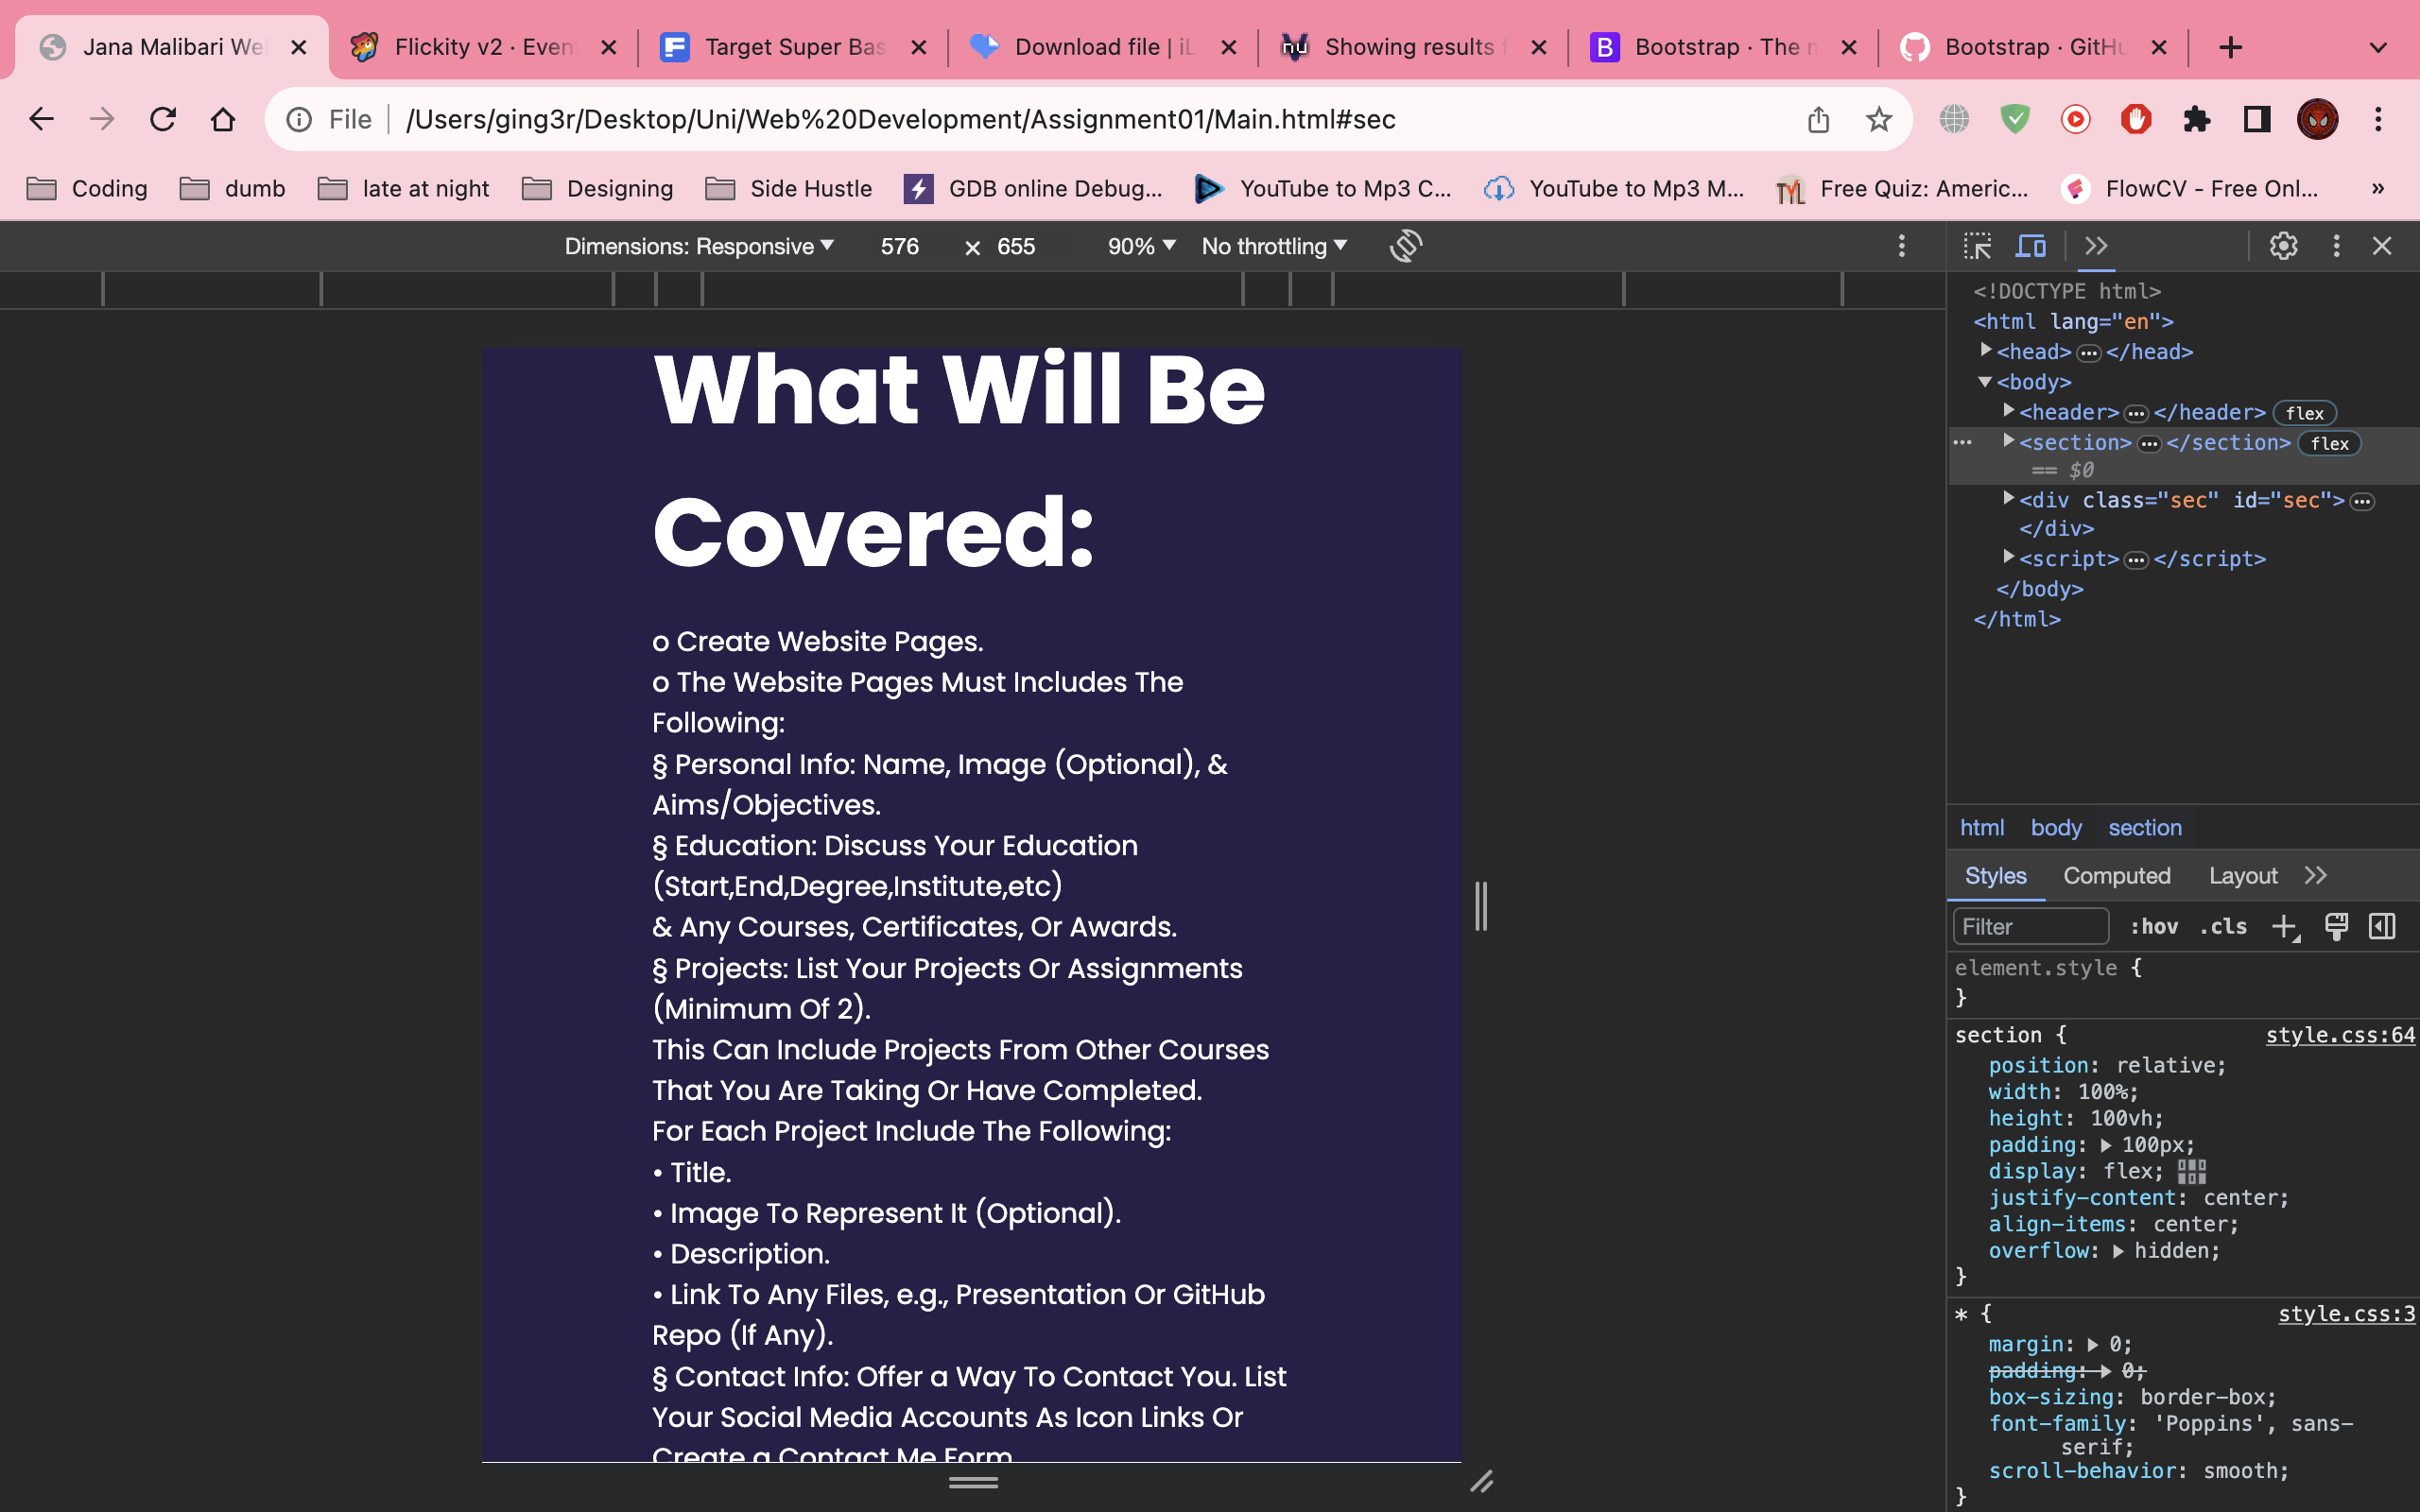 Jana Malibari We
Flickity v2 · Even
Target Super Bas
Download file | iL
Showing results f
Bootstrap · The m
Bootstrap · GitHu
File
/Users/ging3r/Desktop/Uni/Web%20Development/Assignment01/Main.html#sec
Coding
dumb
late at night
Designing
Side Hustle
GDB online Debug...
YouTube to Mp3 C...
YouTube to Mp3 M...
Free Quiz: Americ...
FlowCV - Free Onl...
»
Dimensions: Responsive 576 × 655 90% No throttling
What Will Be
Covered:
o Create Website Pages.
o The Website Pages Must Includes The
Following:
§ Personal Info: Name, Image (Optional), &
Aims/Objectives.
§ Education: Discuss Your Education
(Start,End,Degree,Institute,etc)
& Any Courses, Certificates, Or Awards.
§ Projects: List Your Projects Or Assignments
(Minimum Of 2).
This Can Include Projects From Other Courses
That You Are Taking Or Have Completed.
For Each Project Include The Following:
• Title.
• Image To Represent It (Optional).
• Description.
• Link To Any Files, e.g., Presentation Or GitHub
Repo (If Any).
§ Contact Info: Offer a Way To Contact You. List
Your Social Media Accounts As Icon Links Or
Create a Contact Me Form
<!DOCTYPE html>
<html lang="en">
<head>…</head>
<body>
<header>…</header> flex
<section>…</section> flex
== $0
<div class="sec" id="sec">…
</div>
<script>…</script>
</body>
</html>
html body section
Styles Computed Layout
Filter :hov .cls
element.style {
}
section { style.css:64
position: relative;
width: 100%;
height: 100vh;
padding: 100px;
display: flex;
justify-content: center;
align-items: center;
overflow: hidden;
}
* { style.css:3
margin: 0;
padding: 0;
box-sizing: border-box;
font-family: 'Poppins', sans-
serif;
scroll-behavior: smooth;
}